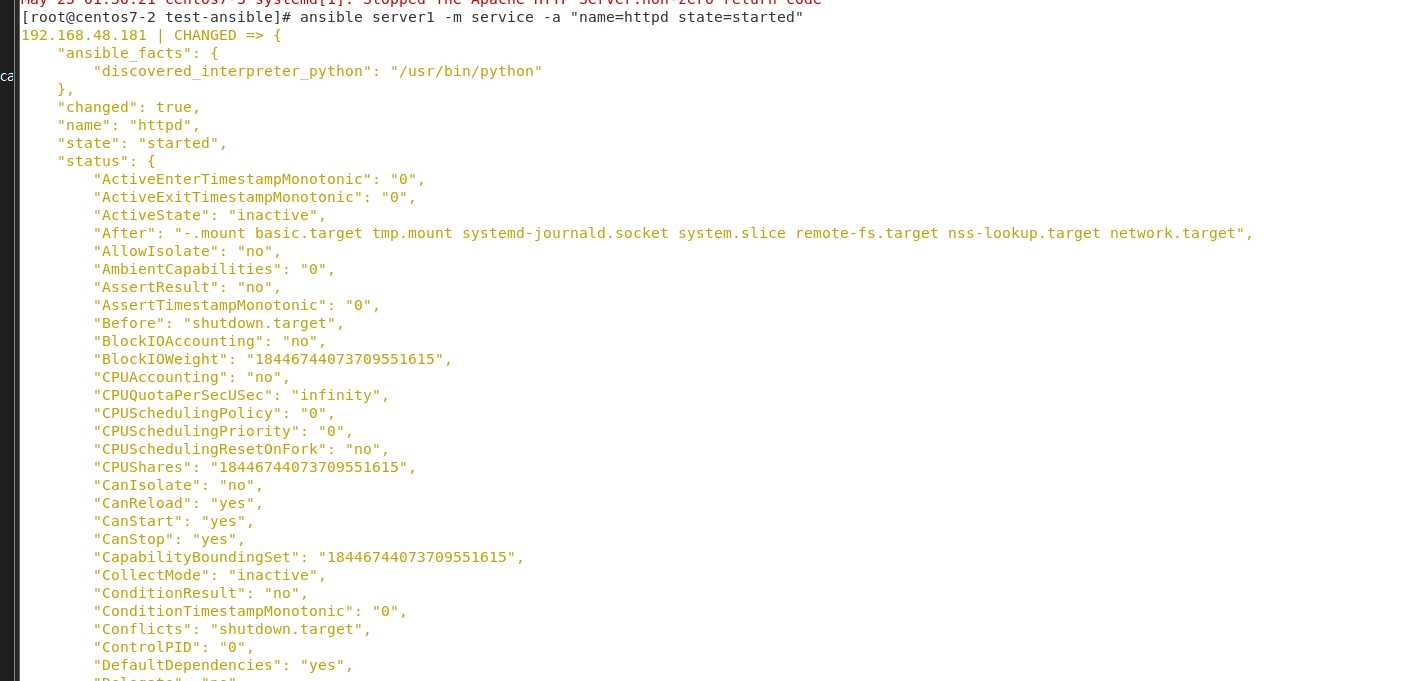 May 25 01:30:21 centos7-3 systemd[1]: Stopped The Apache HTTP Server.non-zero return code
[root@centos7-2 test-ansible]# ansible server1 -m service -a "name=httpd state=started"
192.168.48.181 | CHANGED => {
    "ansible_facts": {
        "discovered_interpreter_python": "/usr/bin/python"
ca
    },
    "changed": true,
    "name": "httpd",
    "state": "started",
    "status": {
        "ActiveEnterTimestampMonotonic": "0",
        "ActiveExitTimestampMonotonic": "0",
        "ActiveState": "inactive",
        "After": "-.mount basic.target tmp.mount systemd-journald.socket system.slice remote-fs.target nss-lookup.target network.target",
        "AllowIsolate": "no",
        "AmbientCapabilities": "0",
        "AssertResult": "no",
        "AssertTimestampMonotonic": "0",
        "Before": "shutdown.target",
        "BlockIOAccounting": "no",
        "BlockIOWeight": "18446744073709551615",
        "CPUAccounting": "no",
        "CPUQuotaPerSecUSec": "infinity",
        "CPUSchedulingPolicy": "0",
        "CPUSchedulingPriority": "0",
        "CPUSchedulingResetOnFork": "no",
        "CPUShares": "18446744073709551615",
        "CanIsolate": "no",
        "CanReload": "yes",
        "CanStart": "yes",
        "CanStop": "yes",
        "CapabilityBoundingSet": "18446744073709551615",
        "CollectMode": "inactive",
        "ConditionResult": "no",
        "ConditionTimestampMonotonic": "0",
        "Conflicts": "shutdown.target",
        "ControlPID": "0",
        "DefaultDependencies": "yes",
        "Delegate": "no"